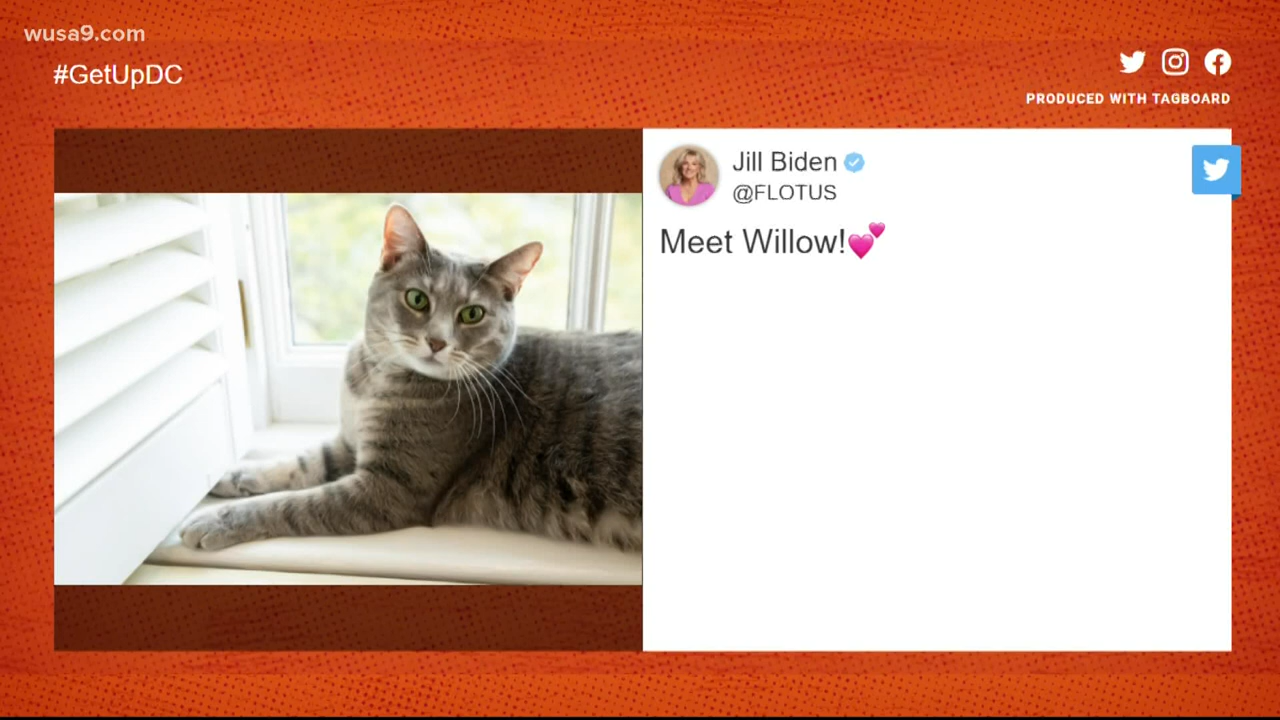 wusa9.com
#GetUpDC
PRODUCED WITH TAGBOARD
Jill Biden
@FLOTUS
Meet Willow!💕